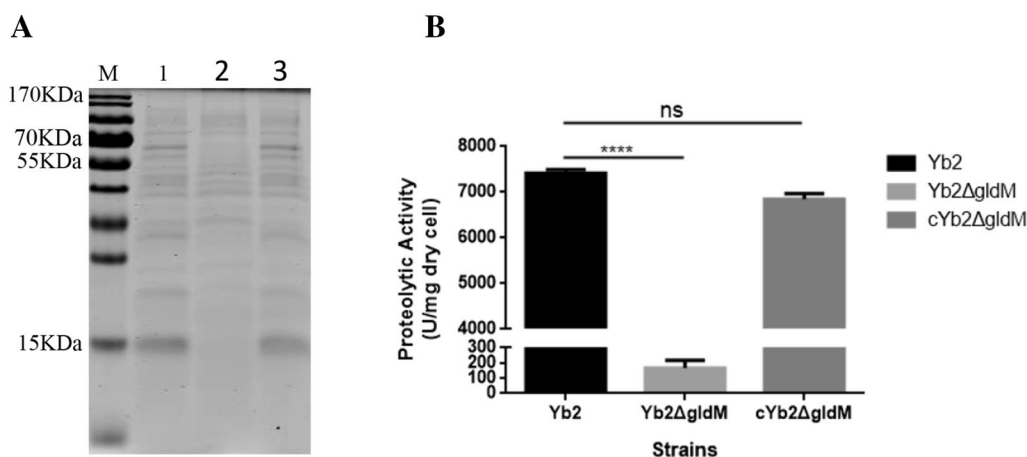 A
M 1 2 3
170KDa
70KDa
55KDa
15KDa
B
ns
****
Proteolytic Activity
(U/mg dry cell)
8000
7000
6000
5000
4000
300
200
100
0
Yb2 Yb2ΔgldM cYb2ΔgldM
Strains
Yb2
Yb2ΔgldM
cYb2ΔgldM